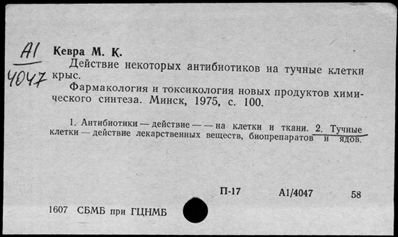 А1
4047
Кевра М. К.
Действие некоторых антибиотиков на тучные клетки
крыс.
Фармакология и токсикология новых продуктов хими-
ческого синтеза. Минск, 1975, с. 100.
1. Антибиотики — действие — — на клетки и ткани. 2. Тучные
клетки — действие лекарственных веществ, биопрепаратов и ядов.
П-17 А1/4047 58
1607 СБМБ при ГЦНМБ